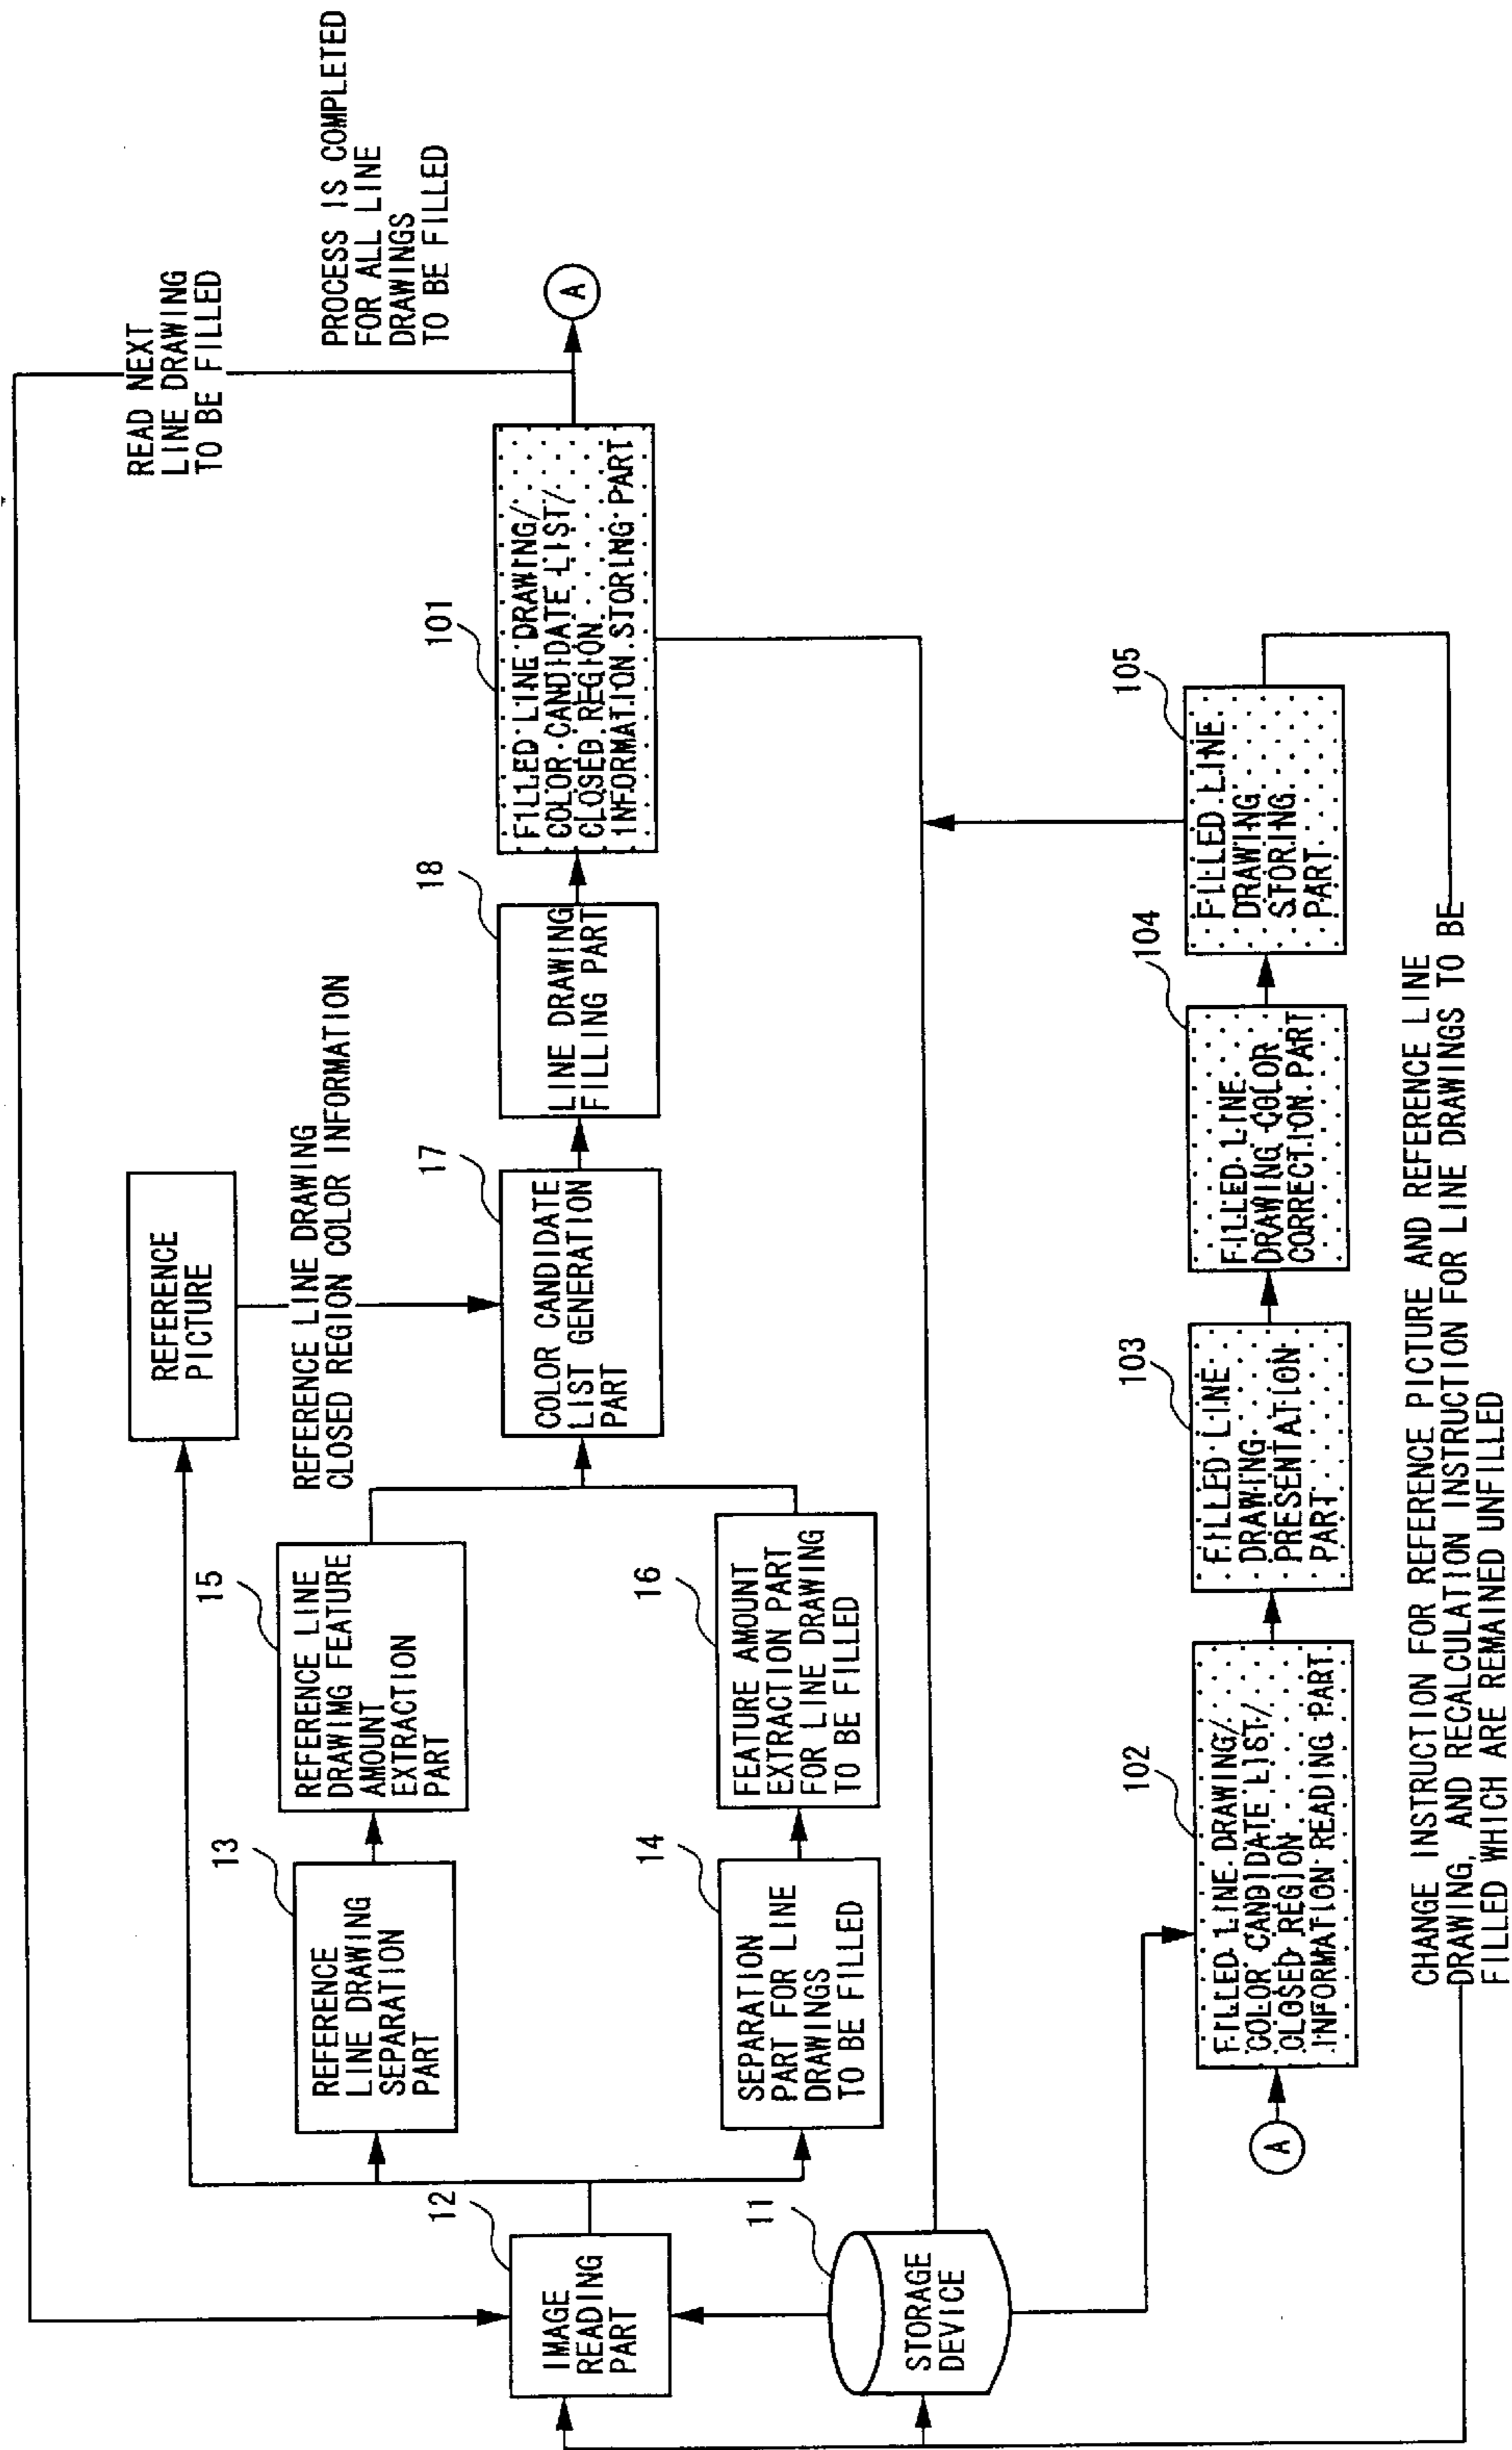 READ NEXT
LINE DRAWING
TO BE FILLED
PROCESS IS COMPLETED
FOR ALL LINE
DRAWINGS
TO BE FILLED
REFERENCE
PICTURE
REFERENCE LINE DRAWING
CLOSED REGION COLOR INFORMATION
12
IMAGE
READING
PART
13
REFERENCE
LINE DRAWING
SEPARATION
PART
15
REFERENCE LINE
DRAWIMG FEATURE
AMOUNT
EXTRACTION
PART
17
COLOR CANDIDATE
LIST GENERATION
PART
18
LINE DRAWING
FILLING PART
101
FILLED LINE DRAWING/
COLOR CANDIDATE LIST/
CLOSED REGION
INFORMATION STORING PART
A
14
SEPARATION
PART FOR LINE
DRAWINGS
TO BE FILLED
16
FEATURE AMOUNT
EXTRACTION PART
FOR LINE DRAWING
TO BE FILLED
11
STORAGE
DEVICE
A
102
FILLED LINE DRAWING/
COLOR CANDIDATE LIST/
CLOSED REGION
INFORMATION READING PART
103
FILLED LINE
DRAWING
PRESENTATION
PART
104
FILLED LINE
DRAWING COLOR
CORRECTION PART
105
FILLED LINE
DRAWING
STORING
PART
CHANGE INSTRUCTION FOR REFERENCE PICTURE AND REFERENCE LINE
DRAWING, AND RECALCULATION INSTRUCTION FOR LINE DRAWINGS TO BE
FILLED WHICH ARE REMAINED UNFILLED